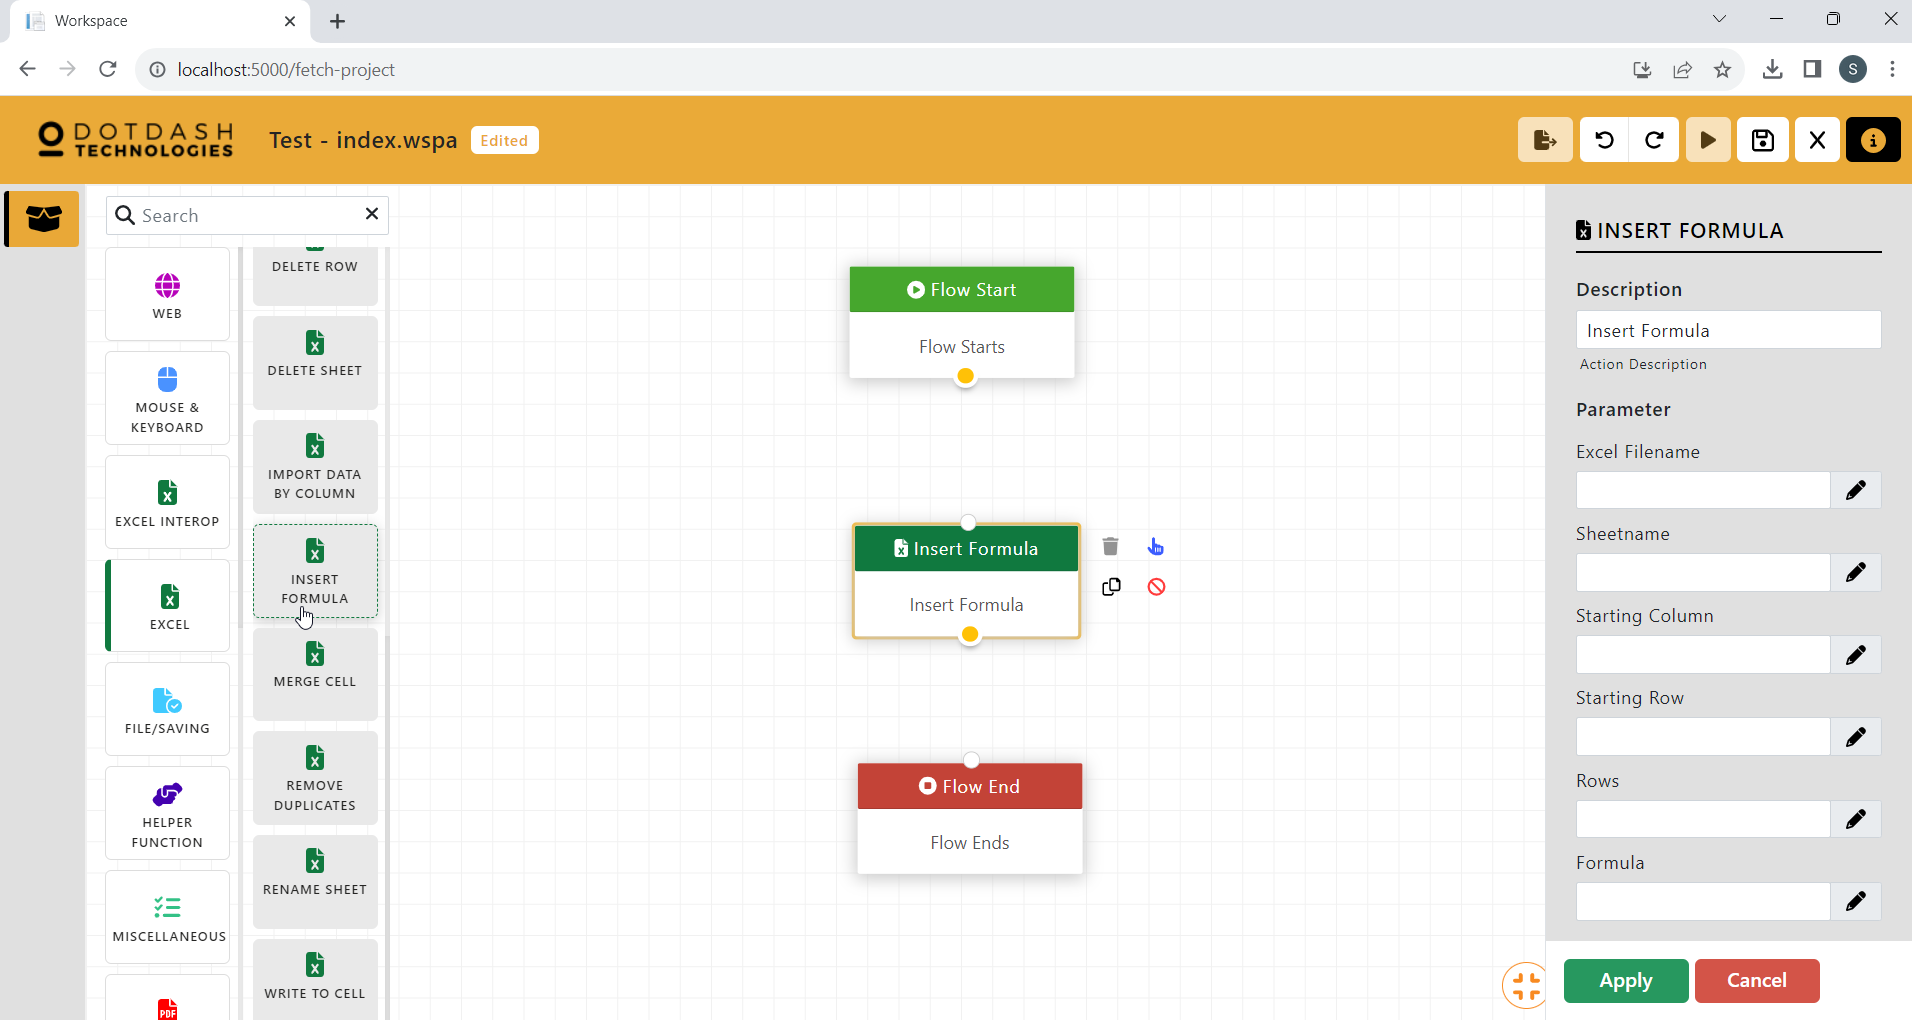 Workspace
localhost:5000/fetch-project
S
DOTDASH
TECHNOLOGIES
Test - index.wspa
Edited
Search
WEB
MOUSE &
KEYBOARD
EXCEL INTEROP
EXCEL
FILE/SAVING
HELPER
FUNCTION
MISCELLANEOUS
PDF
DELETE ROW
DELETE SHEET
IMPORT DATA
BY COLUMN
INSERT
FORMULA
MERGE CELL
REMOVE
DUPLICATES
RENAME SHEET
WRITE TO CELL
Flow Start
Flow Starts
Insert Formula
Insert Formula
Flow End
Flow Ends
INSERT FORMULA
Description
Insert Formula
Action Description
Parameter
Excel Filename
Sheetname
Starting Column
Starting Row
Rows
Formula
Apply
Cancel